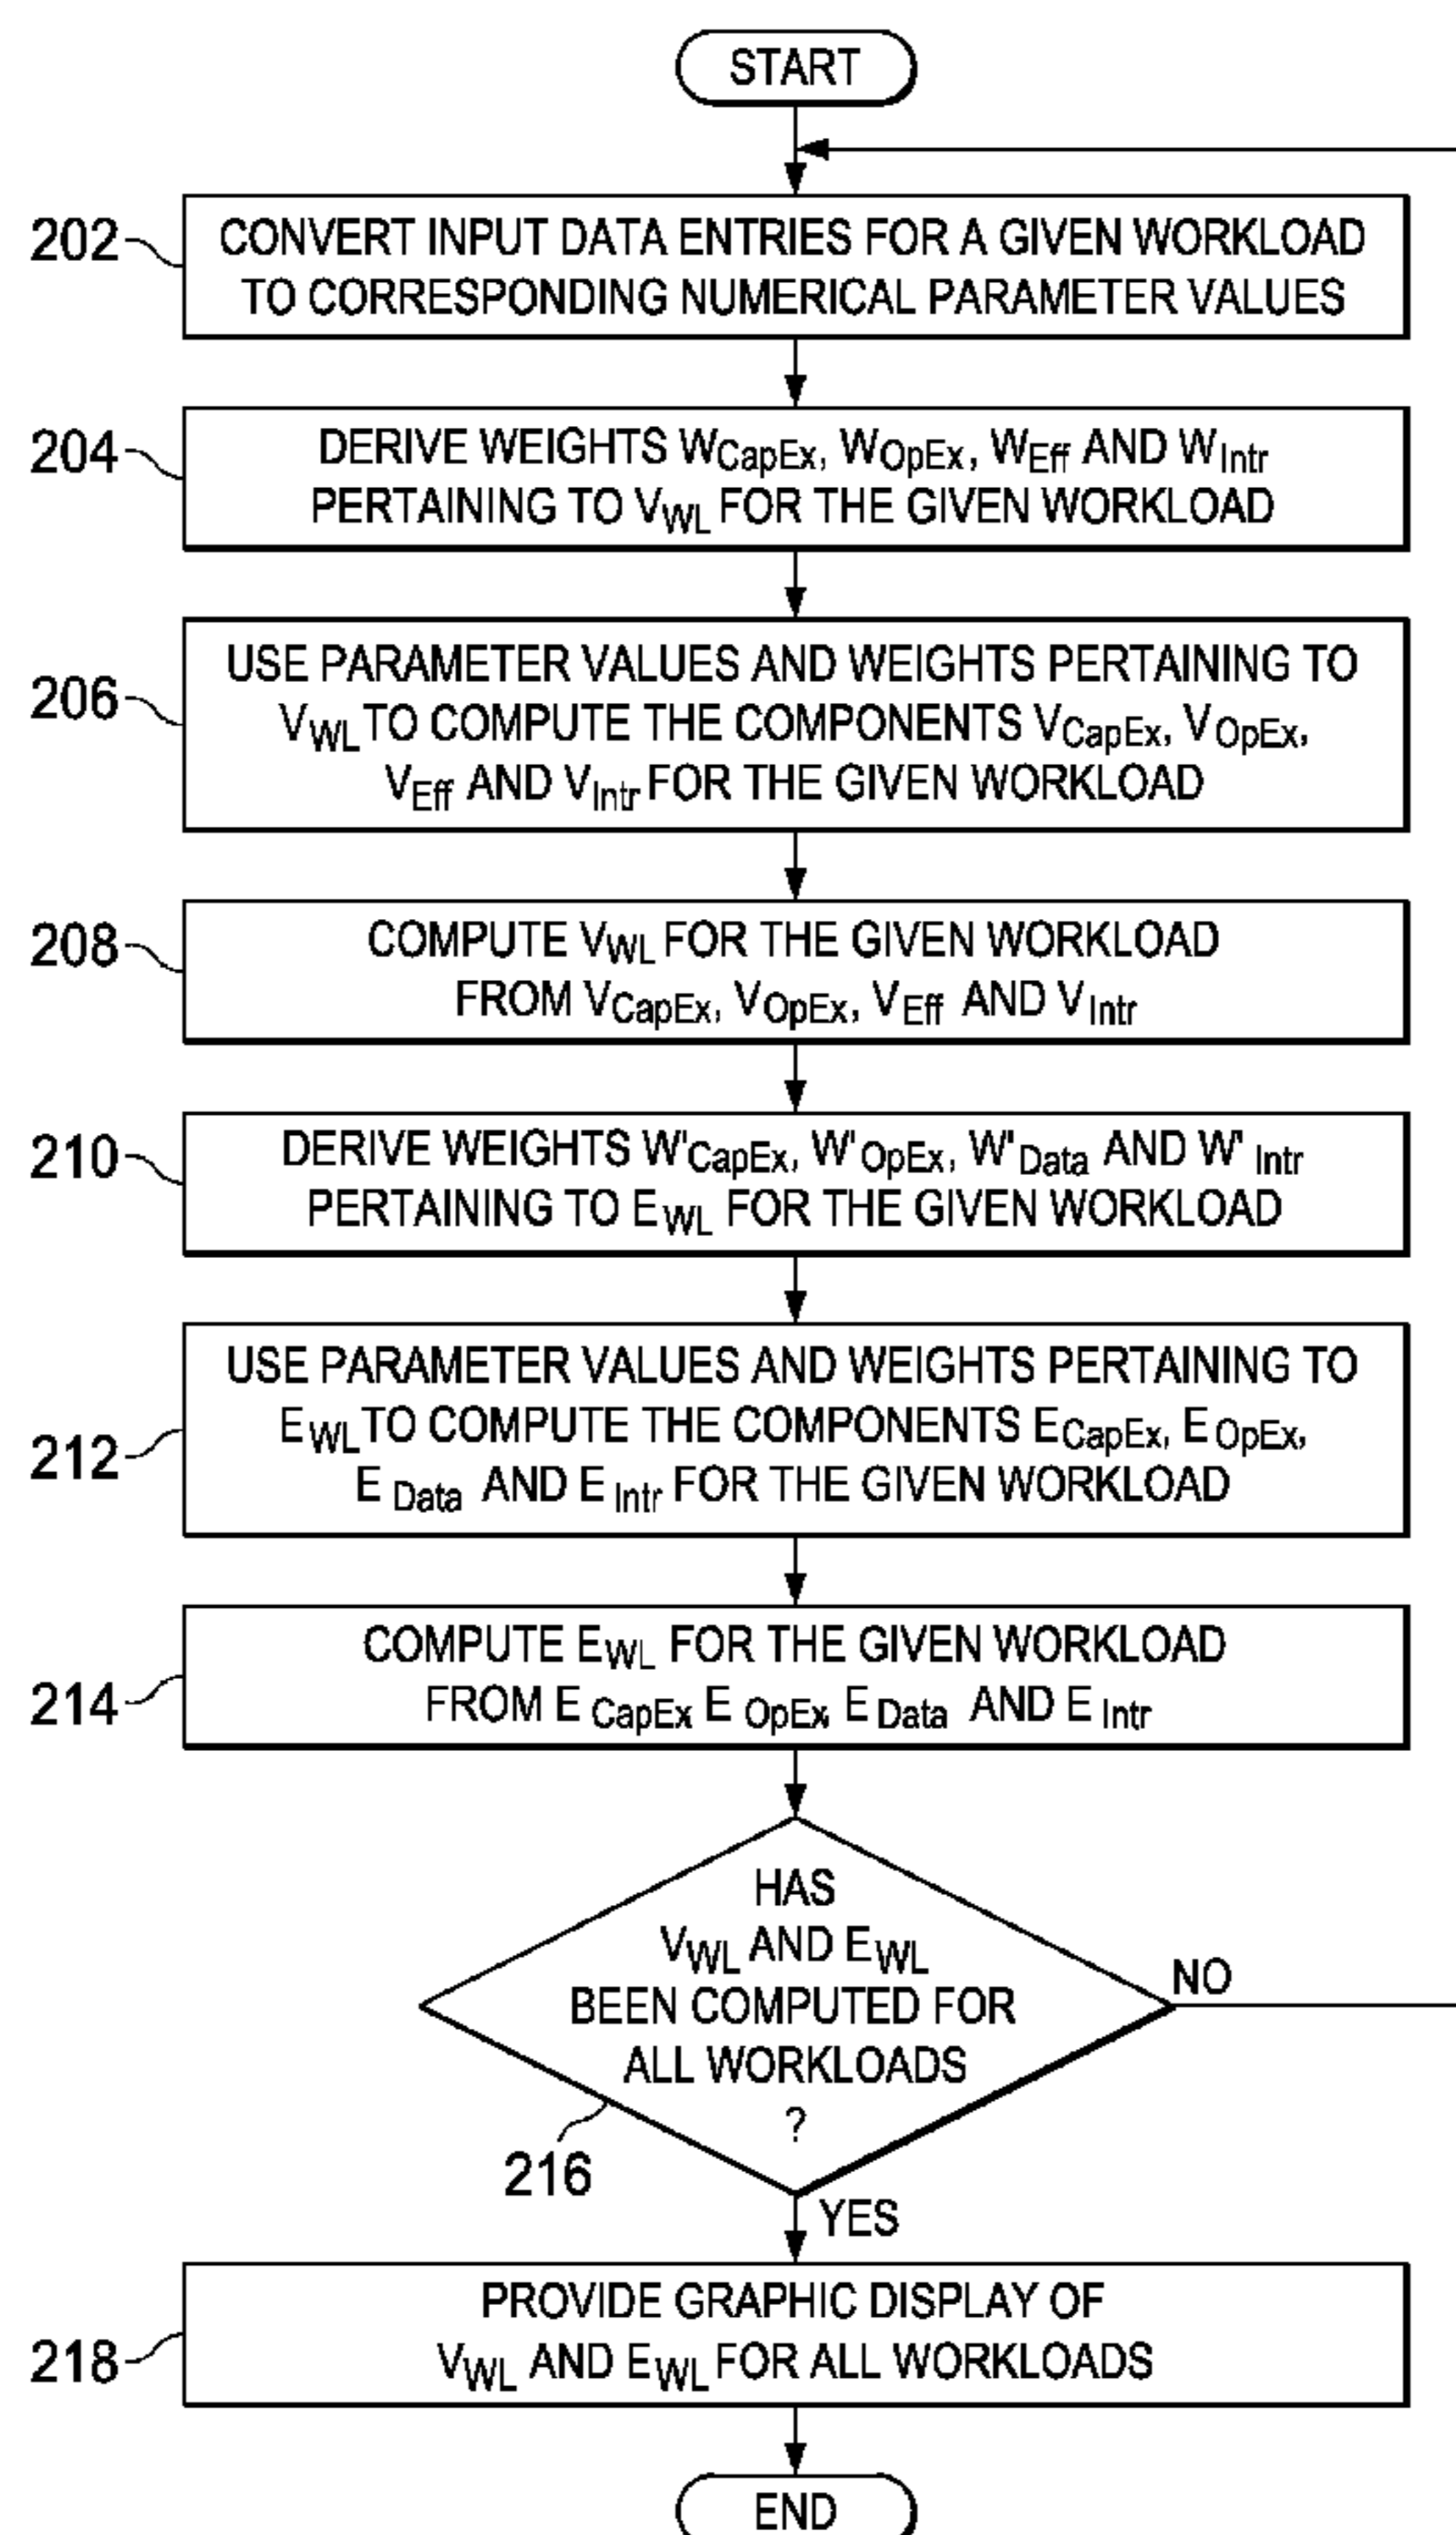 START
202
CONVERT INPUT DATA ENTRIES FOR A GIVEN WORKLOAD
TO CORRESPONDING NUMERICAL PARAMETER VALUES
204
DERIVE WEIGHTS WCapEx, WOpEx, WEff AND WIntr
PERTAINING TO VWL FOR THE GIVEN WORKLOAD
206
USE PARAMETER VALUES AND WEIGHTS PERTAINING TO
VWL TO COMPUTE THE COMPONENTS VCapEx, VOpEx,
VEff AND VIntr FOR THE GIVEN WORKLOAD
208
COMPUTE VWL FOR THE GIVEN WORKLOAD
FROM VCapEx, VOpEx, VEff AND VIntr
210
DERIVE WEIGHTS W'CapEx, W'OpEx, W'Data AND W'Intr
PERTAINING TO EWL FOR THE GIVEN WORKLOAD
212
USE PARAMETER VALUES AND WEIGHTS PERTAINING TO
EWL TO COMPUTE THE COMPONENTS ECapEx, EOpEx,
EData AND EIntr FOR THE GIVEN WORKLOAD
214
COMPUTE EWL FOR THE GIVEN WORKLOAD
FROM ECapEx EOpEx EData AND EIntr
HAS
VWL AND EWL
BEEN COMPUTED FOR
ALL WORKLOADS
?
NO
216
YES
218
PROVIDE GRAPHIC DISPLAY OF
VWL AND EWL FOR ALL WORKLOADS
END